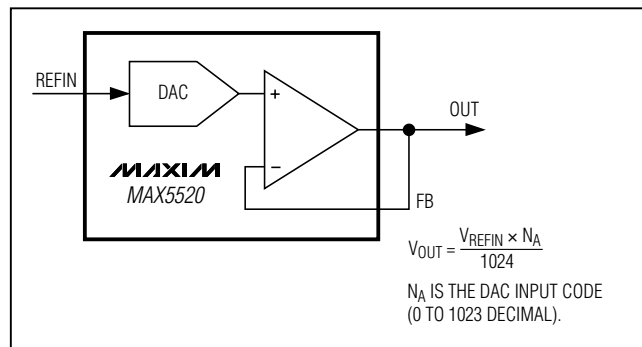 REFIN
DAC
+
−
OUT
MAXIM
MAX5520
FB
V_OUT = V_REFIN × N_A / 1024
N_A IS THE DAC INPUT CODE
(0 TO 1023 DECIMAL).